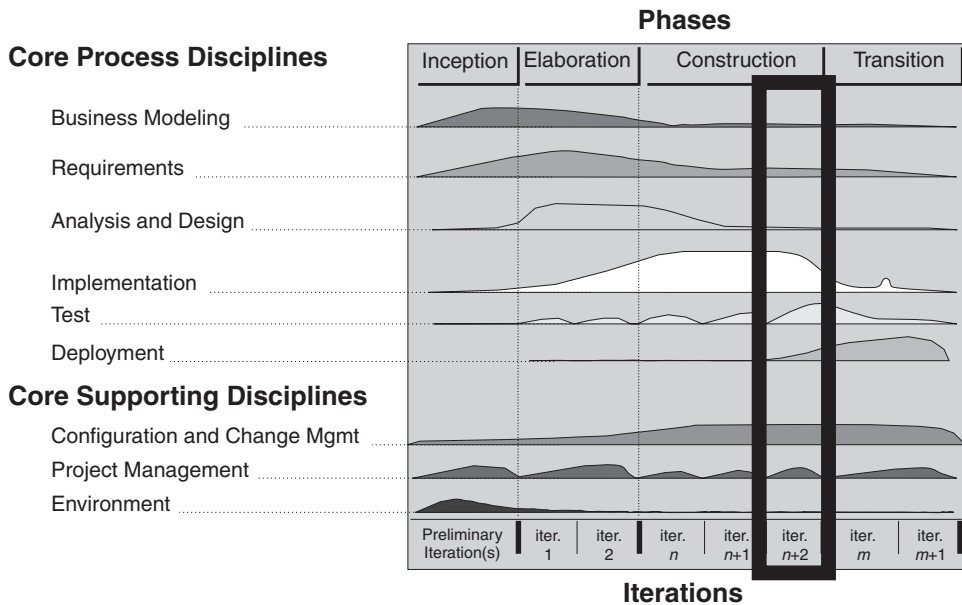 Phases
Core Process Disciplines
Inception Elaboration Construction Transition
Business Modeling
Requirements
Analysis and Design
Implementation
Test
Deployment
Core Supporting Disciplines
Configuration and Change Mgmt
Project Management
Environment
Preliminary Iteration(s)
iter. 1
iter. 2
iter. n
iter. n+1
iter. n+2
iter. m
iter. m+1
Iterations